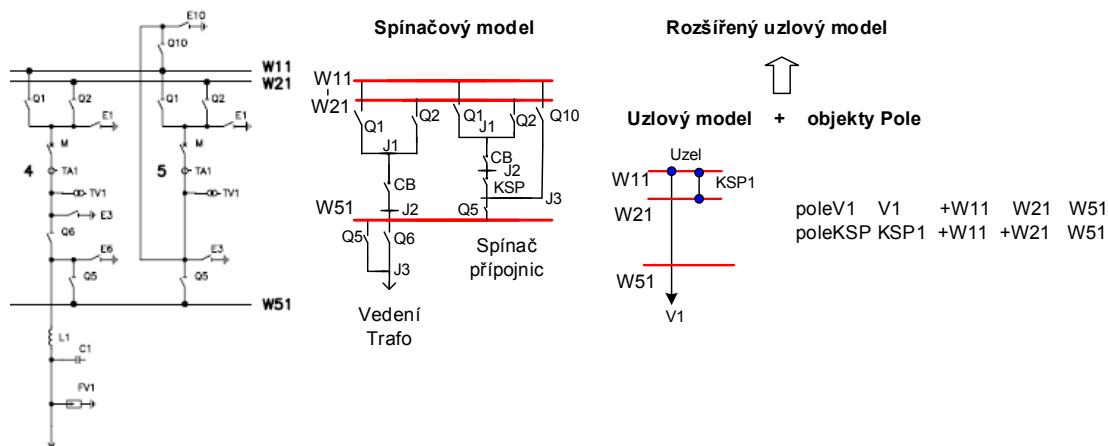 E10
Q10
W11
W21
Q1
Q2
E1
Q1
Q2
E1
M
M
4
TA1
5
TA1
TV1
TV1
E3
Q6
E6
E3
Q5
Q5
W51
L1
C1
FV1
Spínačový model
W11
W21
Q1
Q2
Q1
Q2
Q10
J1
J1
CB
J2
CB
KSP
J2
J3
W51
Q5
Q5
Q6
J3
Spínač
přípojnic
Vedení
Trafo
Rozšířený uzlový model
Uzlový model + objekty Pole
Uzel
W11
KSP1
W21
W51
V1
poleV1 V1 +W11 W21 W51
poleKSP KSP1 +W11 +W21 W51